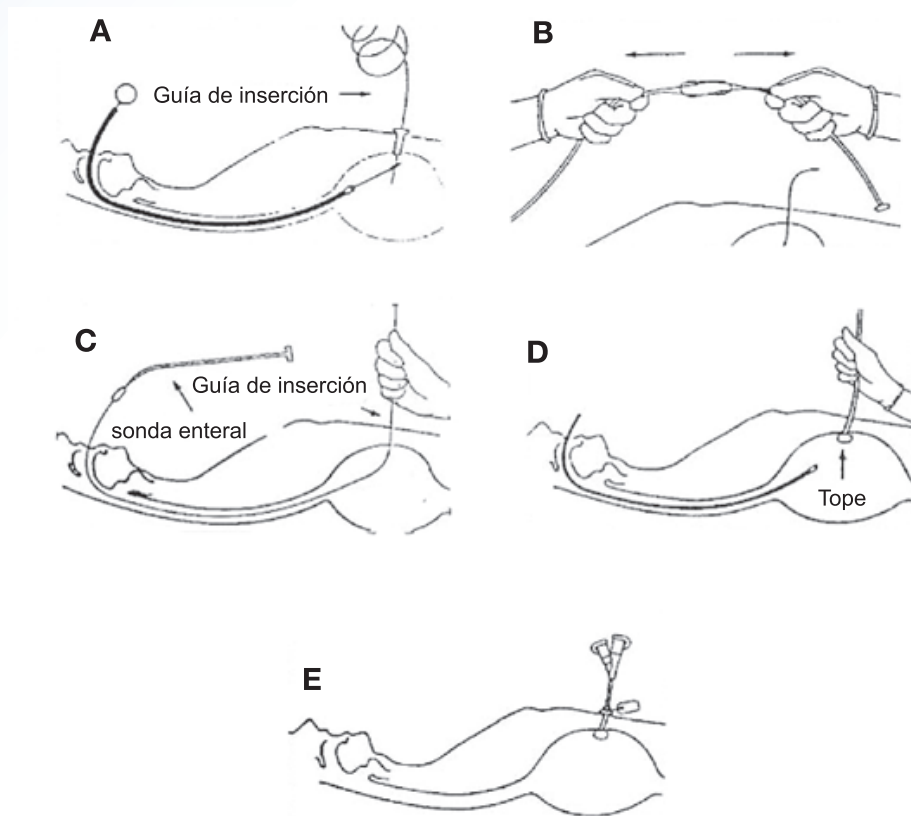 A
Guía de inserción
B
C
Guía de inserción
sonda enteral
D
Tope
E